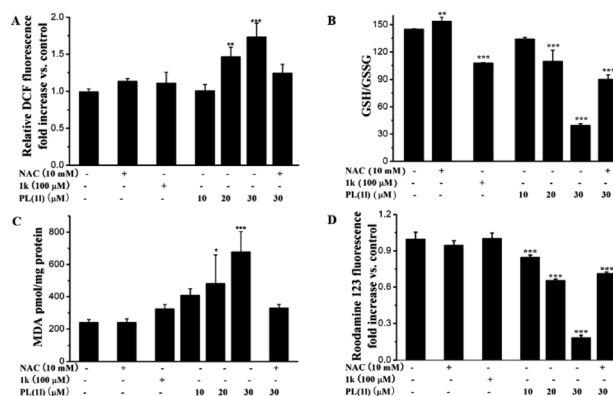 A
Relative DCF fluorescence
fold increase vs. control
2.0
1.5
1.0
0.5
0.0
** ***
NAC (10 mM) - + - - - - +
1k (100 μM) - - + - - - -
PL(II) (μM) - - - 10 20 30 30
B
GSH/GSSG
150
120
90
60
30
0
** *** *** *** ***
NAC (10 mM) - + - - - - +
1k (100 μM) - - + - - - -
PL(II) (μM) - - - 10 20 30 30
C
MDA pmol/mg protein
800
600
400
200
0
* ***
NAC (10 mM) - + - - - - +
1k (100 μM) - - + - - - -
PL(II) (μM) - - - 10 20 30 30
D
Roodamine 123 fluorescence
fold increase vs. control
1.2
0.9
0.6
0.3
0.0
*** *** *** ***
NAC (10 mM) - + - - - - +
1k (100 μM) - - + - - - -
PL(II) (μM) - - - 10 20 30 30